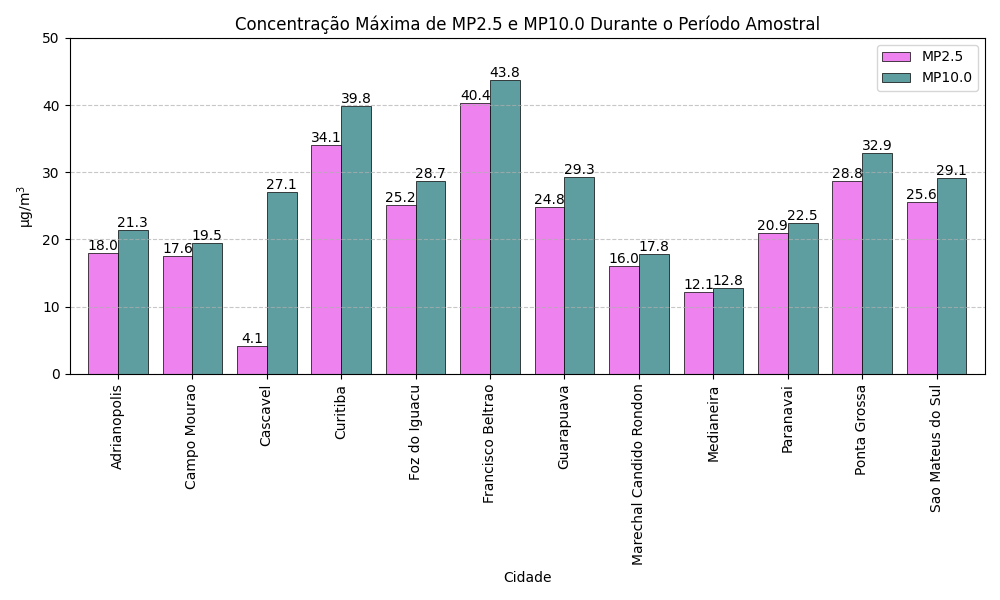 Concentração Máxima de MP2.5 e MP10.0 Durante o Período Amostral
MP2.5
MP10.0
µg/m³
50
40
30
20
10
0
18.0
21.3
17.6
19.5
4.1
27.1
34.1
39.8
25.2
28.7
40.4
43.8
24.8
29.3
16.0
17.8
12.1
12.8
20.9
22.5
28.8
32.9
25.6
29.1
Adrianopolis
Campo Mourao
Cascavel
Curitiba
Foz do Iguacu
Francisco Beltrao
Guarapuava
Marechal Candido Rondon
Medianeira
Paranavai
Ponta Grossa
Sao Mateus do Sul
Cidade